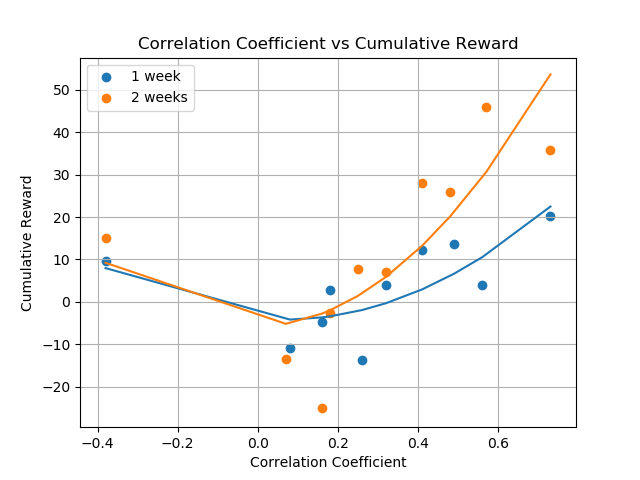 Correlation Coefficient vs Cumulative Reward
1 week
2 weeks
50
40
30
20
10
0
−10
−20
Cumulative Reward
−0.4 −0.2 0.0 0.2 0.4 0.6
Correlation Coefficient